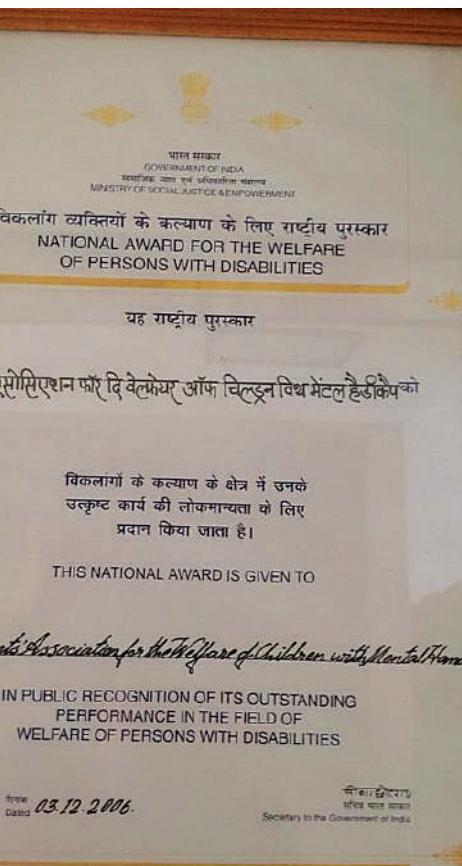 भारत सरकार
GOVERNMENT OF INDIA
सामाजिक न्याय एवं अधिकारिता मंत्रालय
MINISTRY OF SOCIAL JUSTICE & EMPOWERMENT
विकलांग व्यक्तियों के कल्याण के लिए राष्ट्रीय पुरस्कार
NATIONAL AWARD FOR THE WELFARE
OF PERSONS WITH DISABILITIES
यह राष्ट्रीय पुरस्कार
फॉर दि वेलफेयर ऑफ चिल्ड्रन विथ मेंटल हैंडीकैप को
विकलांगों के कल्याण के क्षेत्र में उनके
उत्कृष्ट कार्य की लोकमान्यता के लिए
प्रदान किया जाता है।
THIS NATIONAL AWARD IS GIVEN TO
Association for the Welfare of Children with Mental
IN PUBLIC RECOGNITION OF ITS OUTSTANDING
PERFORMANCE IN THE FIELD OF
WELFARE OF PERSONS WITH DISABILITIES
दिनांक
Dated 03.12.2006.
सचिव भारत सरकार
Secretary to the Government of India